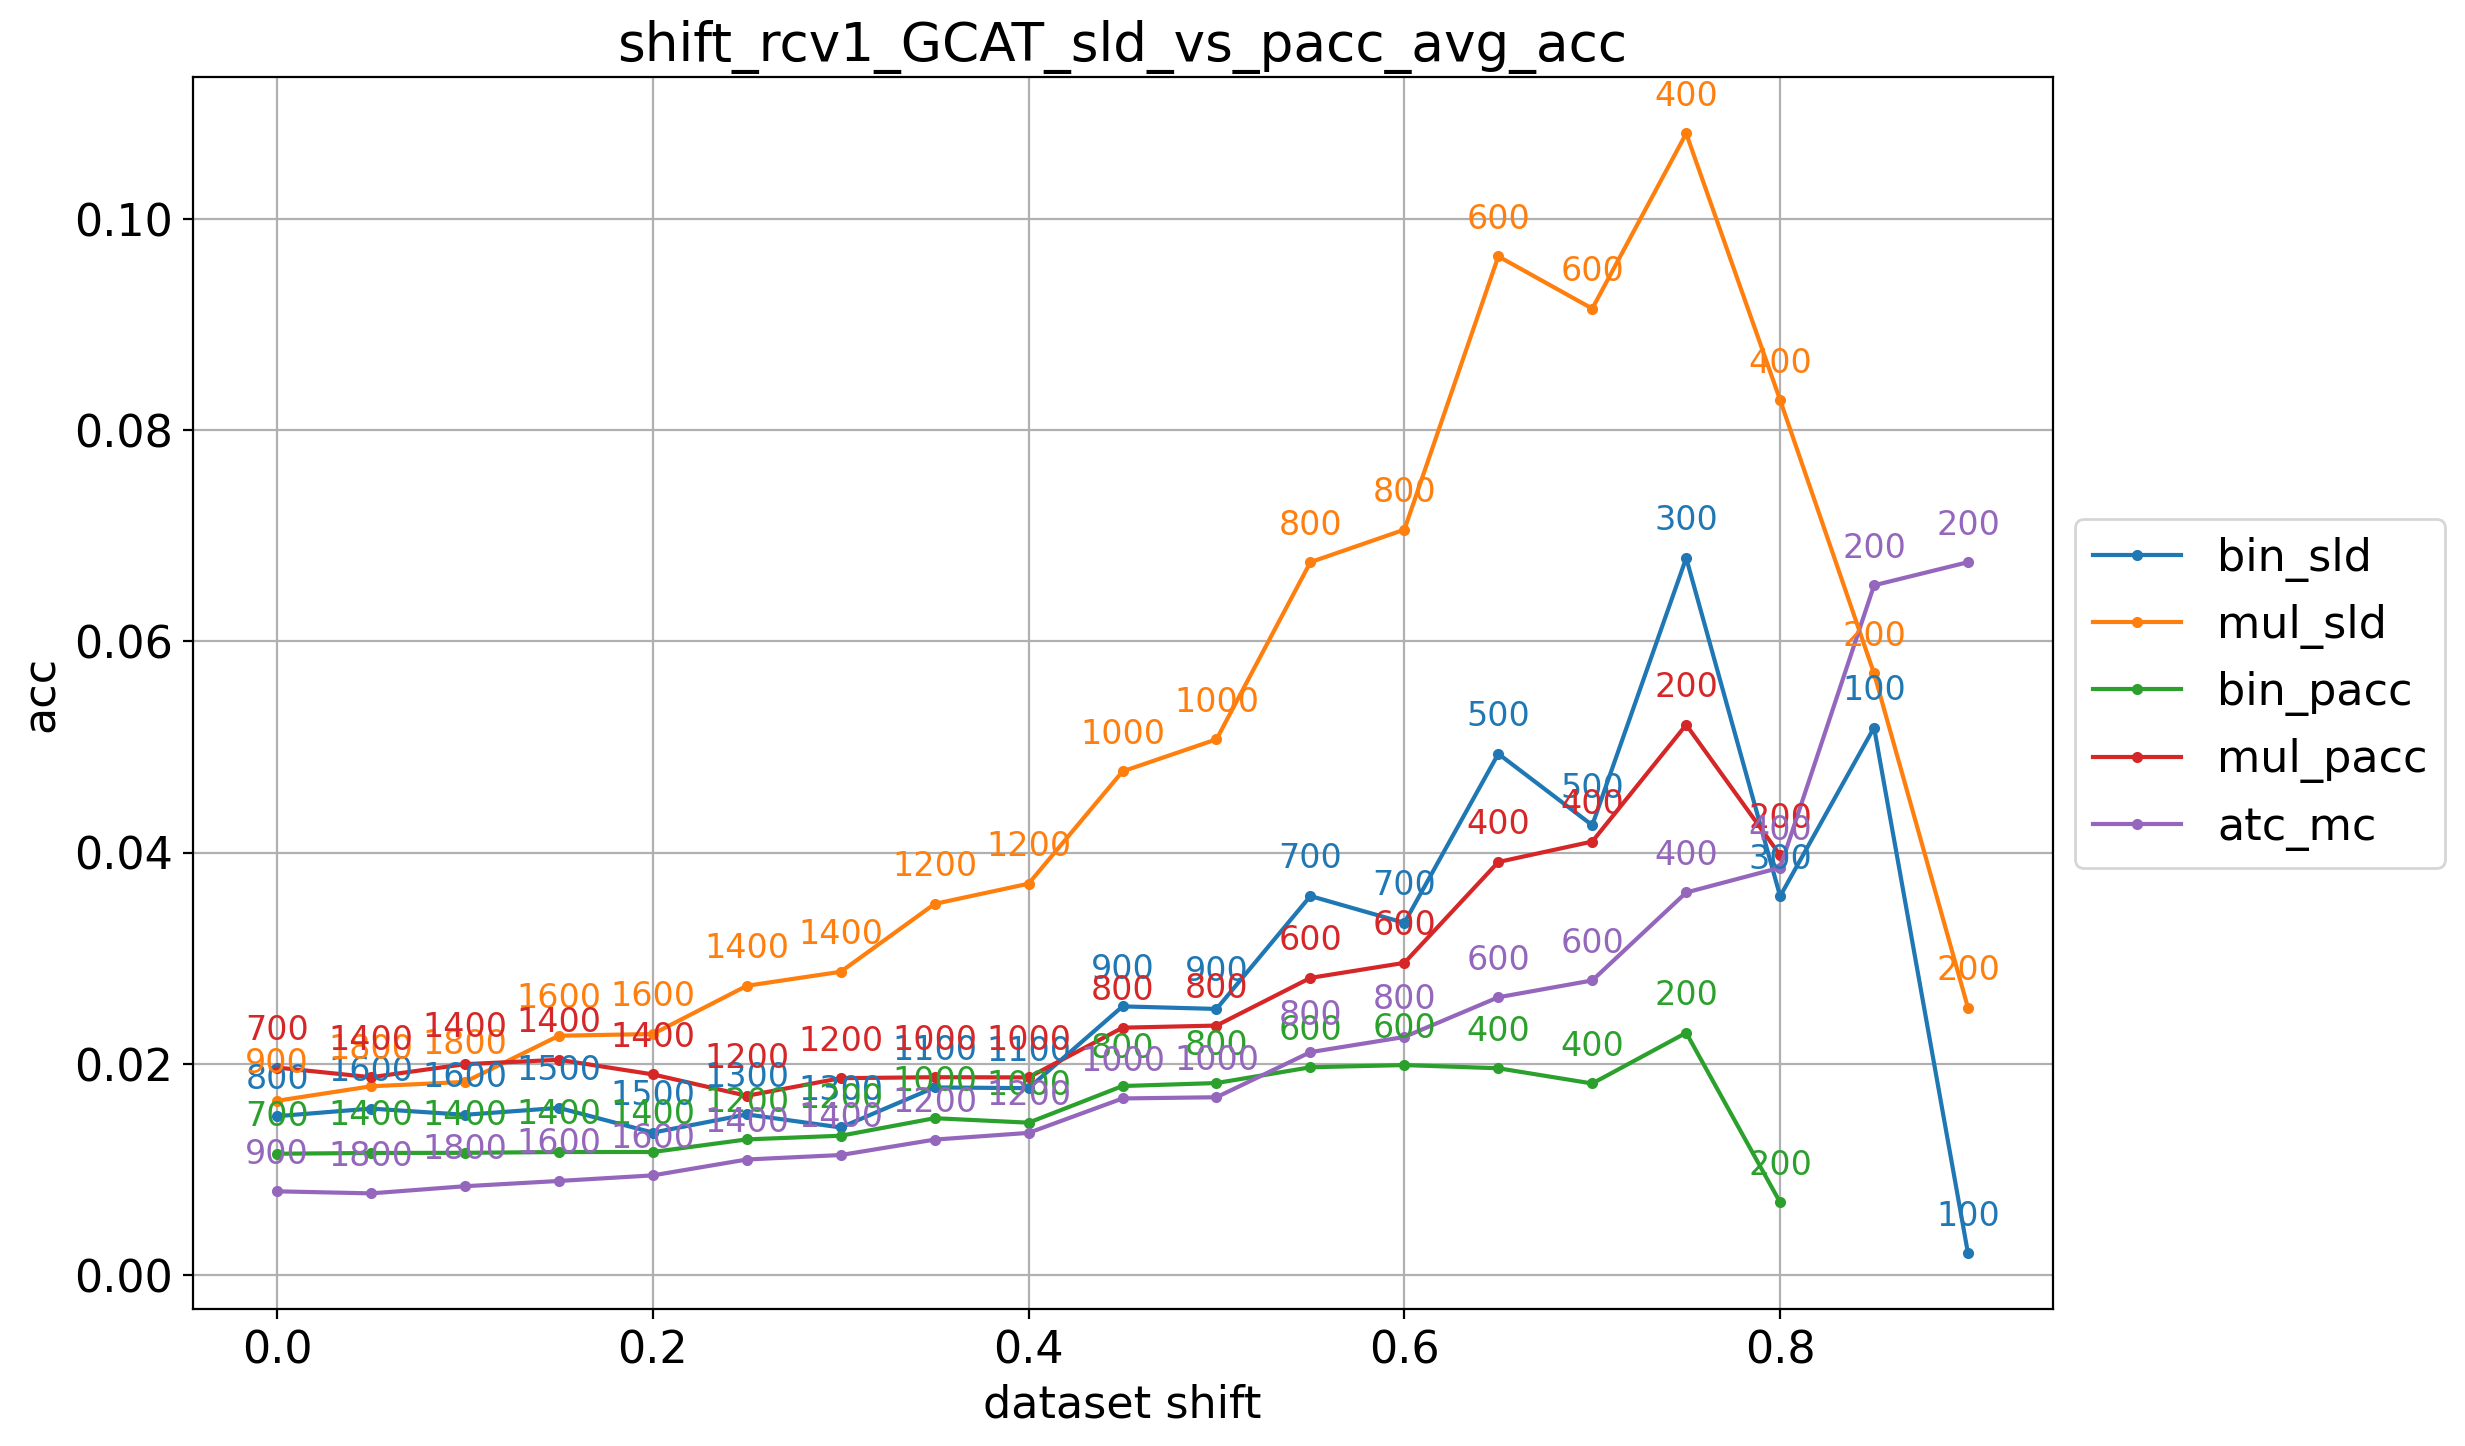 shift_rcv1_GCAT_sld_vs_pacc_avg_acc
acc
0.10
0.08
0.06
0.04
0.02
0.00
0.0 0.2 0.4 0.6 0.8
dataset shift
800 1600 1600 1500 1500 1300 1300 1100 1100 900 900 700 700 500 500 300 300 100 100
900 1800 1800 1600 1600 1400 1400 1200 1200 1000 1000 800 800 600 600 400 400 200 200
700 1400 1400 1400 1400 1200 1200 1000 1000 800 800 600 600 400 400 200 200
700 1400 1400 1400 1400 1200 1200 1000 1000 800 800 600 600 400 400 200 200
900 1800 1800 1600 1600 1400 1400 1200 1200 1000 1000 800 800 600 600 400 400 200 200
bin_sld
mul_sld
bin_pacc
mul_pacc
atc_mc